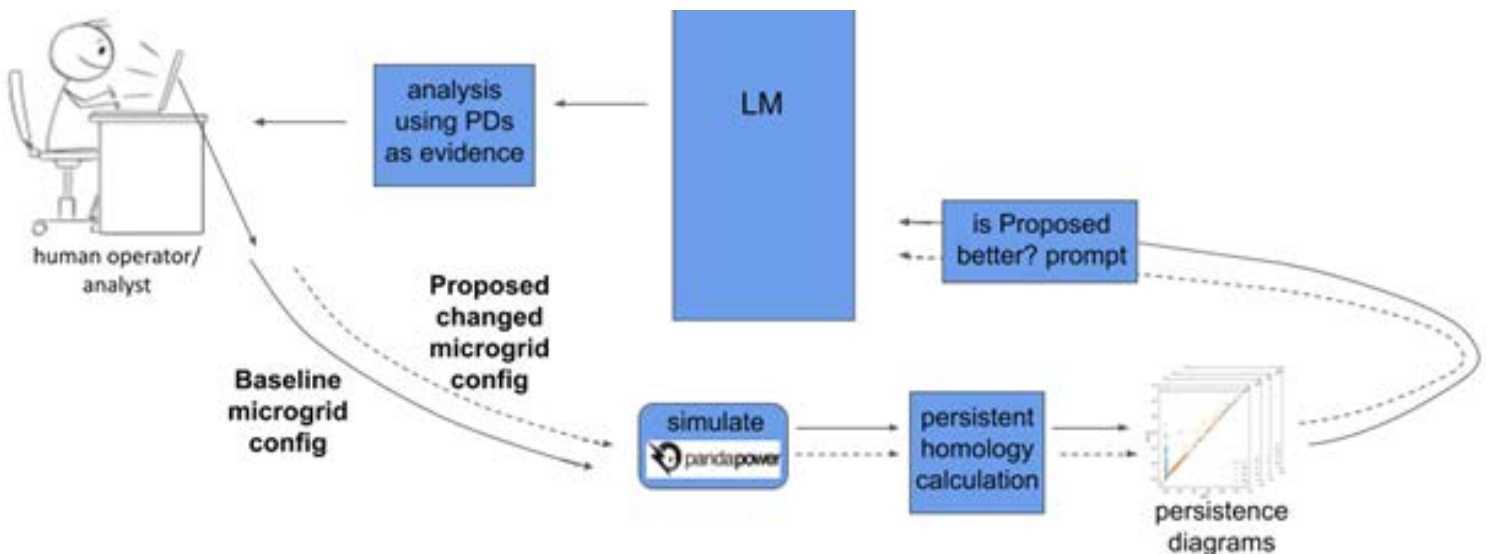 analysis
using PDs
as evidence
LM
is Proposed
better? prompt
human operator/
analyst
Proposed
changed
microgrid
config
Baseline
microgrid
config
simulate
pandapower
persistent
homology
calculation
persistence
diagrams